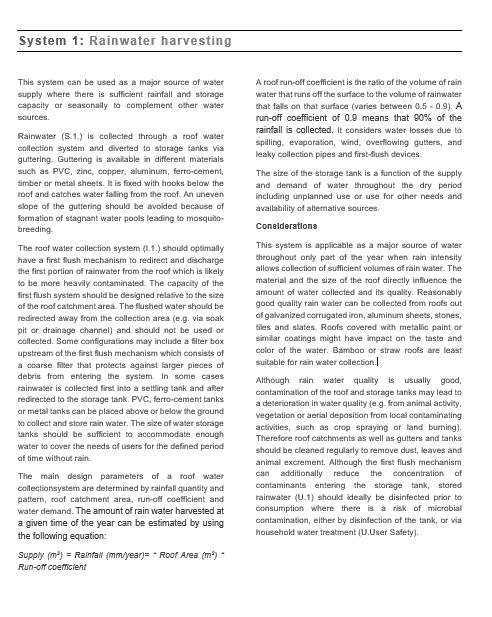 System 1: Rainwater harvesting
This system can be used as a major source of water
supply where there is sufficient rainfall and storage
capacity or seasonally to complement other water
sources.
Rainwater (S.1.) is collected through a roof water
collection system and diverted to storage tanks via
guttering. Guttering is available in different materials
such as PVC, zinc, copper, aluminum, ferro-cement,
timber or metal sheets. It is fixed with hooks below the
roof and catches water falling from the roof. An uneven
slope of the guttering should be avoided because of
formation of stagnant water pools leading to mosquito-
breeding.
The roof water collection system (I.1.) should optimally
have a first flush mechanism to redirect and discharge
the first portion of rainwater from the roof which is likely
to be more heavily contaminated. The capacity of the
first flush system should be designed relative to the size
of the roof catchment area. The flushed water should be
redirected away from the collection area (e.g. via soak
pit or drainage channel) and should not be used or
collected. Some configurations may include a filter box
upstream of the first flush mechanism which consists of
a coarse filter that protects against larger pieces of
debris from entering the system. In some cases
rainwater is collected first into a settling tank and after
redirected to the storage tank. PVC, ferro-cement tanks
or metal tanks can be placed above or below the ground
to collect and store rain water. The size of water storage
tanks should be sufficient to accommodate enough
water to cover the needs of users for the defined period
of time without rain.
The main design parameters of a roof water
collectionsystem are determined by rainfall quantity and
pattern, roof catchment area, run-off coefficient and
water demand. The amount of rain water harvested at
a given time of the year can be estimated by using
the following equation:
Supply (m³) = Rainfall (mm/year)= * Roof Area (m²) *
Run-off coefficient
A roof run-off coefficient is the ratio of the volume of rain
water that runs off the surface to the volume of rainwater
that falls on that surface (varies between 0.5 - 0.9). A
run-off coefficient of 0.9 means that 90% of the
rainfall is collected. It considers water losses due to
spilling, evaporation, wind, overflowing gutters, and
leaky collection pipes and first-flush devices.
The size of the storage tank is a function of the supply
and demand of water throughout the dry period
including unplanned use or use for other needs and
availability of alternative sources.
Considerations
This system is applicable as a major source of water
throughout only part of the year when rain intensity
allows collection of sufficient volumes of rain water. The
material and the size of the roof directly influence the
amount of water collected and its quality. Reasonably
good quality rain water can be collected from roofs out
of galvanized corrugated iron, aluminum sheets, stones,
tiles and slates. Roofs covered with metallic paint or
similar coatings might have impact on the taste and
color of the water. Bamboo or straw roofs are least
suitable for rain water collection.
Although rain water quality is usually good,
contamination of the roof and storage tanks may lead to
a deterioration in water quality (e.g. from animal activity,
vegetation or aerial deposition from local contaminating
activities, such as crop spraying or land burning).
Therefore roof catchments as well as gutters and tanks
should be cleaned regularly to remove dust, leaves and
animal excrement. Although the first flush mechanism
can additionally reduce the concentration of
contaminants entering the storage tank, stored
rainwater (U.1) should ideally be disinfected prior to
consumption where there is a risk of microbial
contamination, either by disinfection of the tank, or via
household water treatment (U.User Safety).